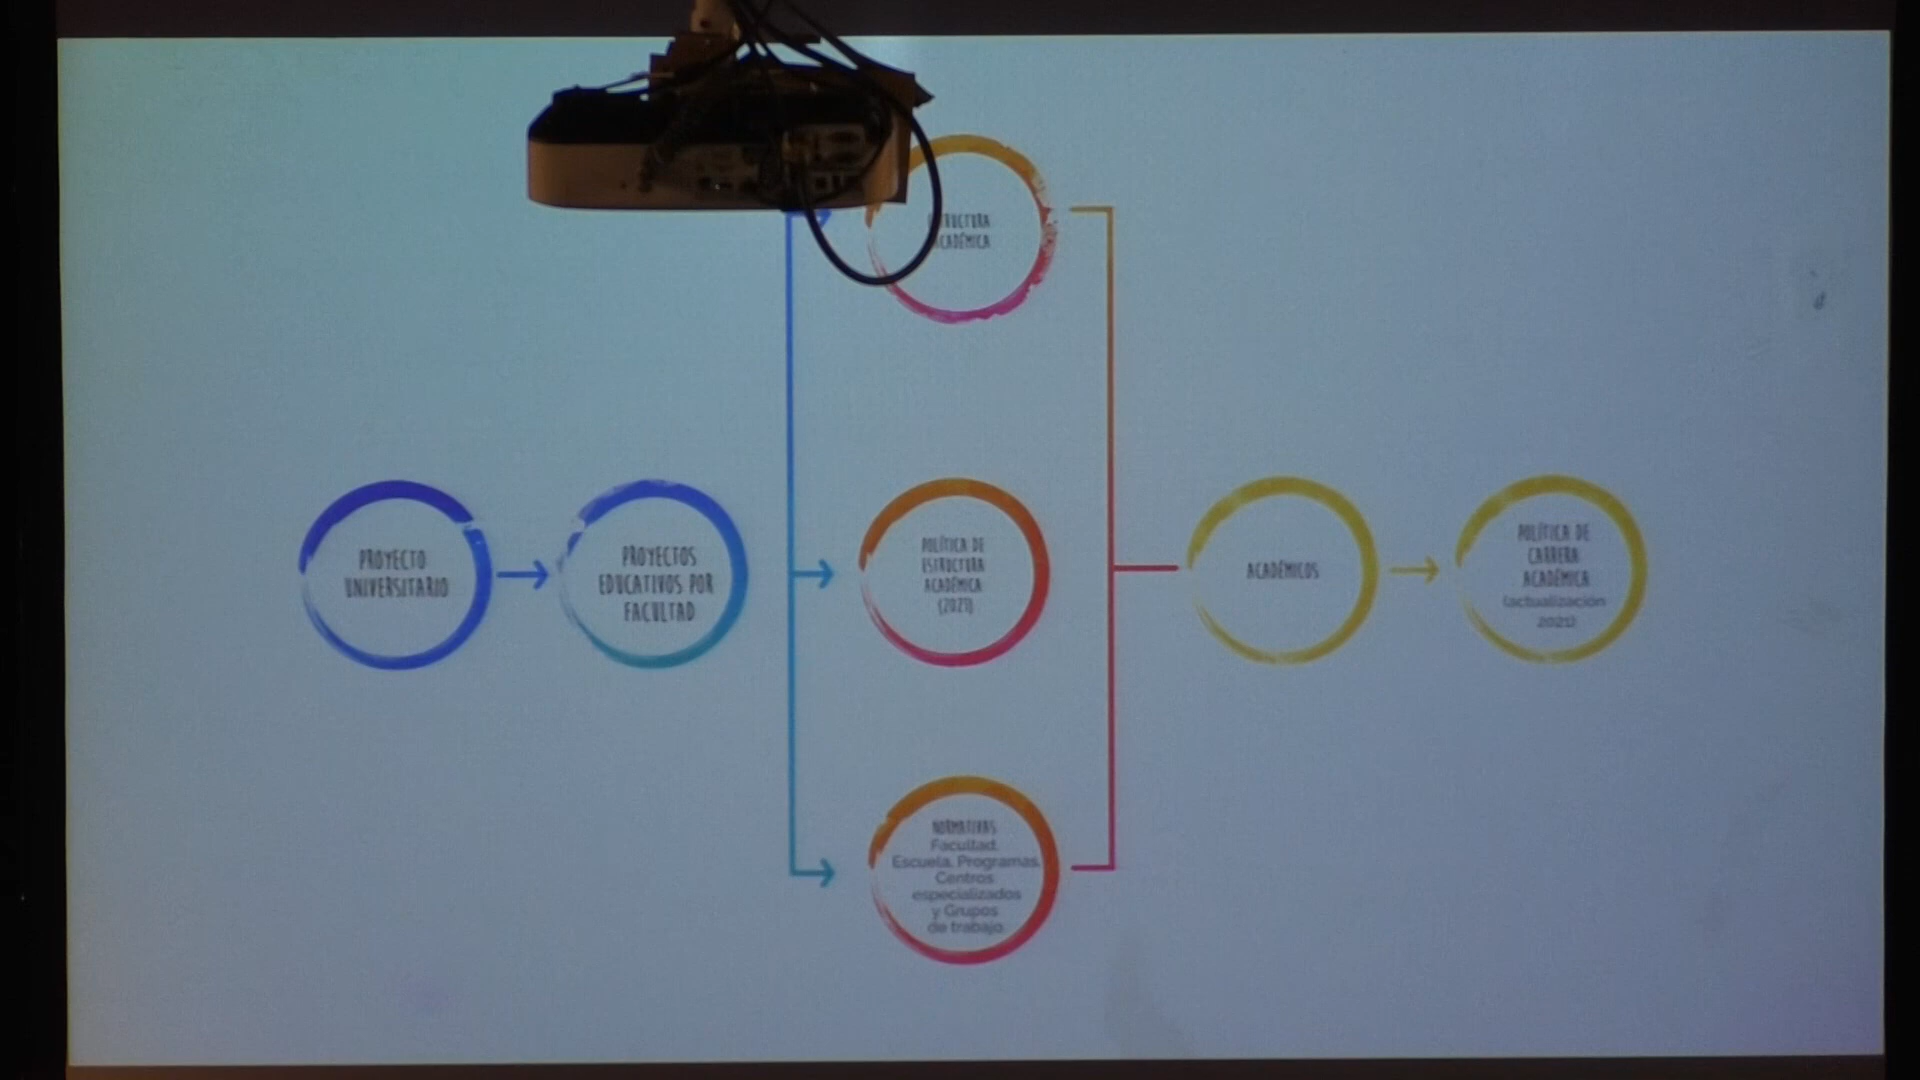 ESTRUCTURA
ACADÉMICA
PROYECTO
UNIVERSITARIO
PROYECTOS
EDUCATIVOS POR
FACULTAD
POLÍTICA DE
ESTRUCTURA
ACADÉMICA
(2021)
ACADÉMICOS
POLÍTICA DE
CARRERA
ACADÉMICA
(actualización
2021)
NORMATIVAS
Facultad,
Escuela, Programas,
Centros
especializados
y Grupos
de trabajo